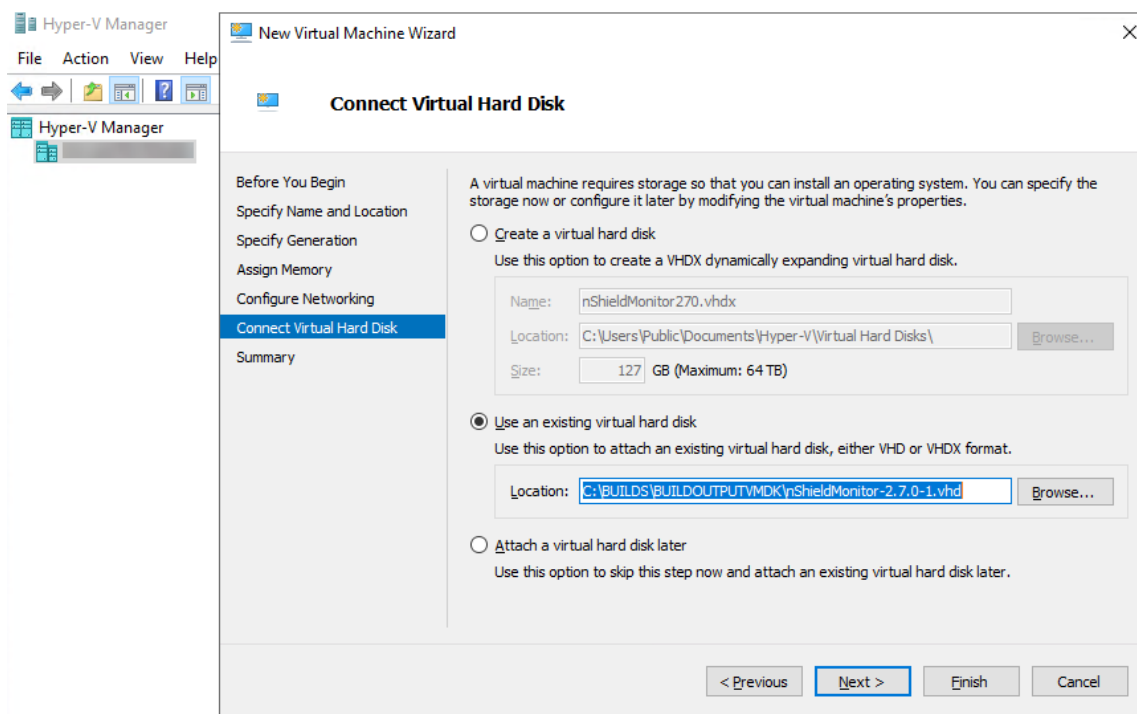 Hyper-V Manager
File Action View Help
Hyper-V Manager
New Virtual Machine Wizard
Connect Virtual Hard Disk
Before You Begin
Specify Name and Location
Specify Generation
Assign Memory
Configure Networking
Connect Virtual Hard Disk
Summary
A virtual machine requires storage so that you can install an operating system. You can specify the
storage now or configure it later by modifying the virtual machine's properties.
Create a virtual hard disk
Use this option to create a VHDX dynamically expanding virtual hard disk.
Name: nShieldMonitor270.vhdx
Location: C:\Users\Public\Documents\Hyper-V\Virtual Hard Disks\ Browse...
Size: 127 GB (Maximum: 64 TB)
Use an existing virtual hard disk
Use this option to attach an existing virtual hard disk, either VHD or VHDX format.
Location: C:\BUILDS\BUILDOUTPUTVMDK\nShieldMonitor-2.7.0-1.vhd Browse...
Attach a virtual hard disk later
Use this option to skip this step now and attach an existing virtual hard disk later.
< Previous Next > Finish Cancel